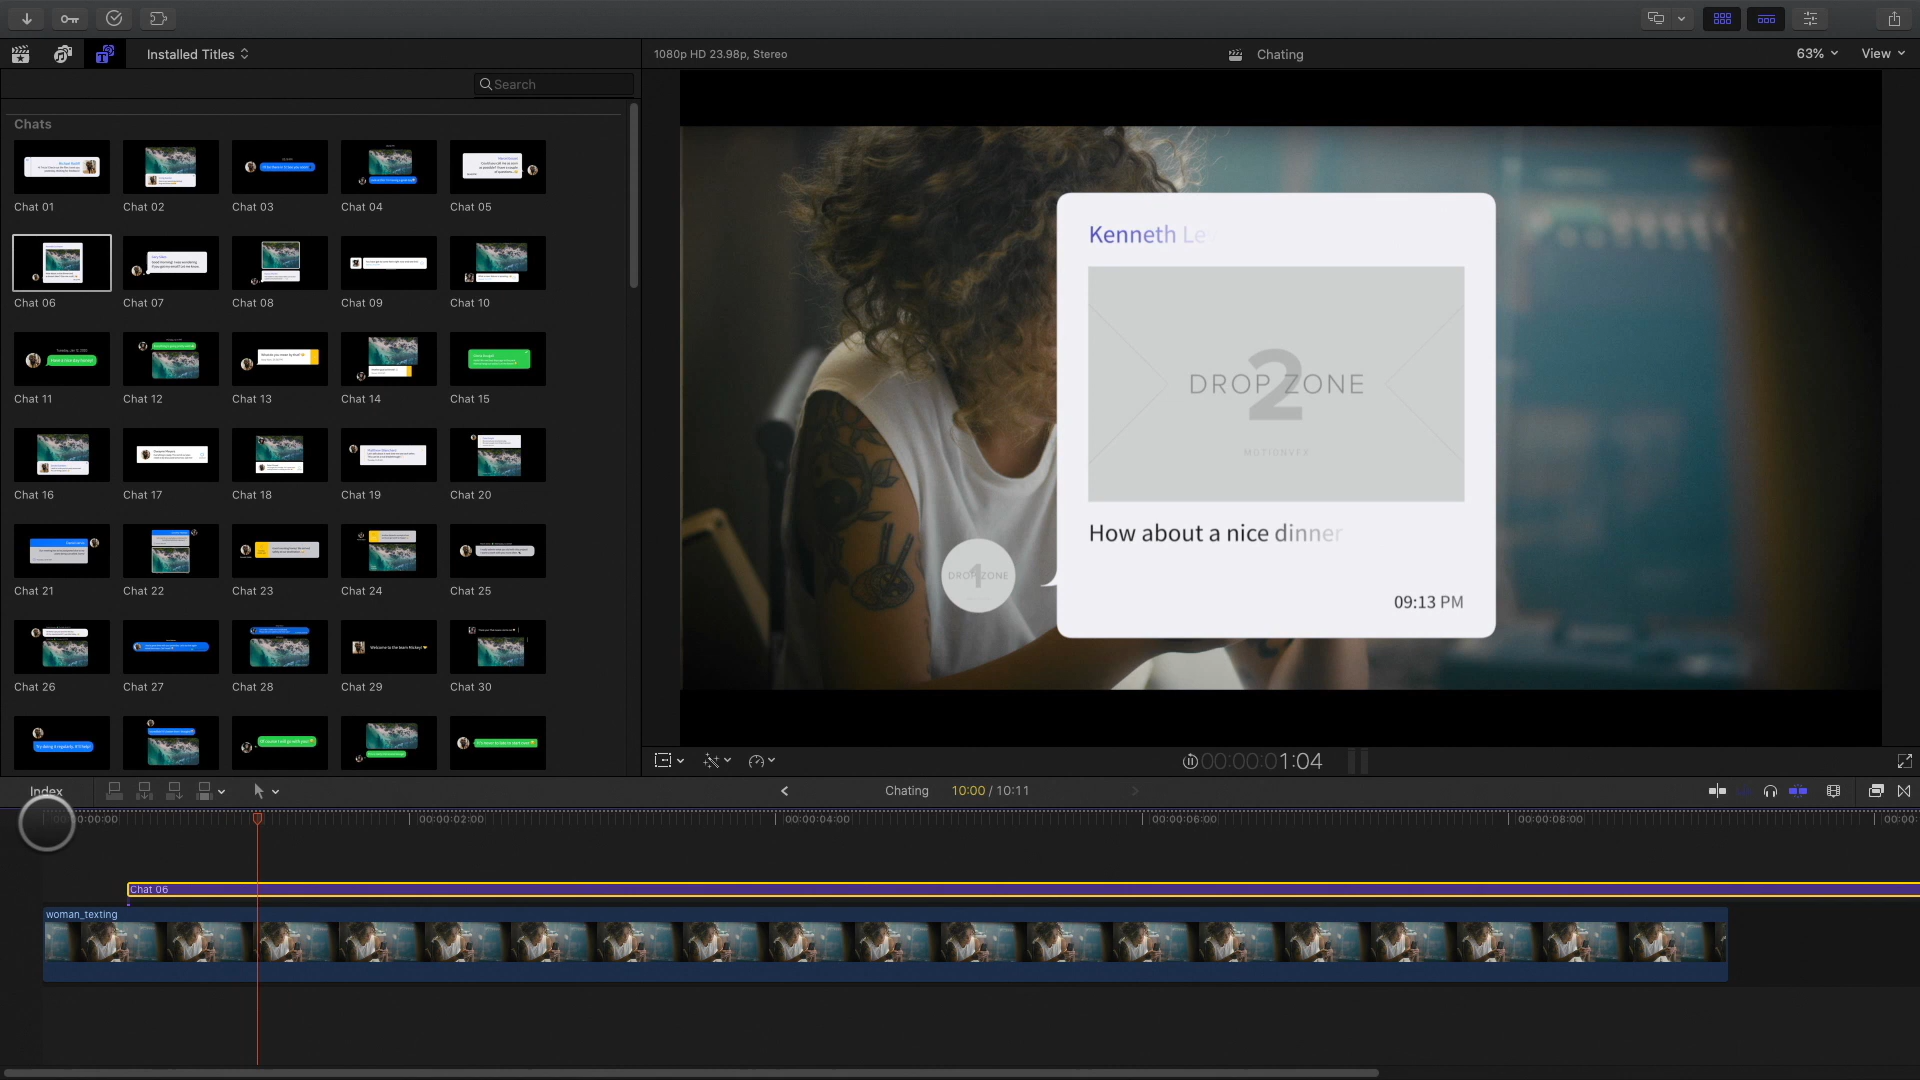 Installed Titles
1080p HD 23.98p, Stereo
Chating
63%
View
Search
Chats
Chat 01
Chat 02
Chat 03
Chat 04
Chat 05
Chat 06
Chat 07
Chat 08
Chat 09
Chat 10
Chat 11
Chat 12
Chat 13
Chat 14
Chat 15
Chat 16
Chat 17
Chat 18
Chat 19
Chat 20
Chat 21
Chat 22
Chat 23
Chat 24
Chat 25
Chat 26
Chat 27
Chat 28
Chat 29
Chat 30
Kenneth Le
DROP ZONE
2
MOTIONVFX
How about a nice dinner
DROP ZONE
1
09:13 PM
00:00:00:01:04
Index
Chating
10:00 / 10:11
00:00:00:00
00:00:02:00
00:00:04:00
00:00:06:00
00:00:08:00
00:00:
Chat 06
woman_texting